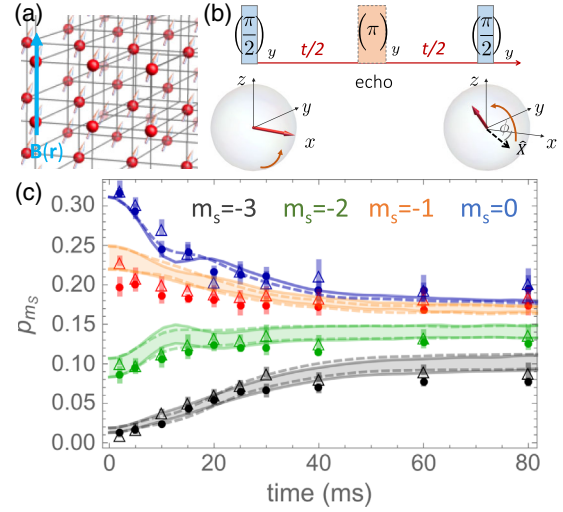 (a)
B(r)
(b)
(π/2)y
t/2
(π)y
t/2
(π/2)y
echo
z
y
x
z
y
ϕ
x
X̂
(c)
mₛ=-3 mₛ=-2 mₛ=-1 mₛ=0
p_mₛ
0.30
0.25
0.20
0.15
0.10
0.05
0.00
0 20 40 60 80
time (ms)